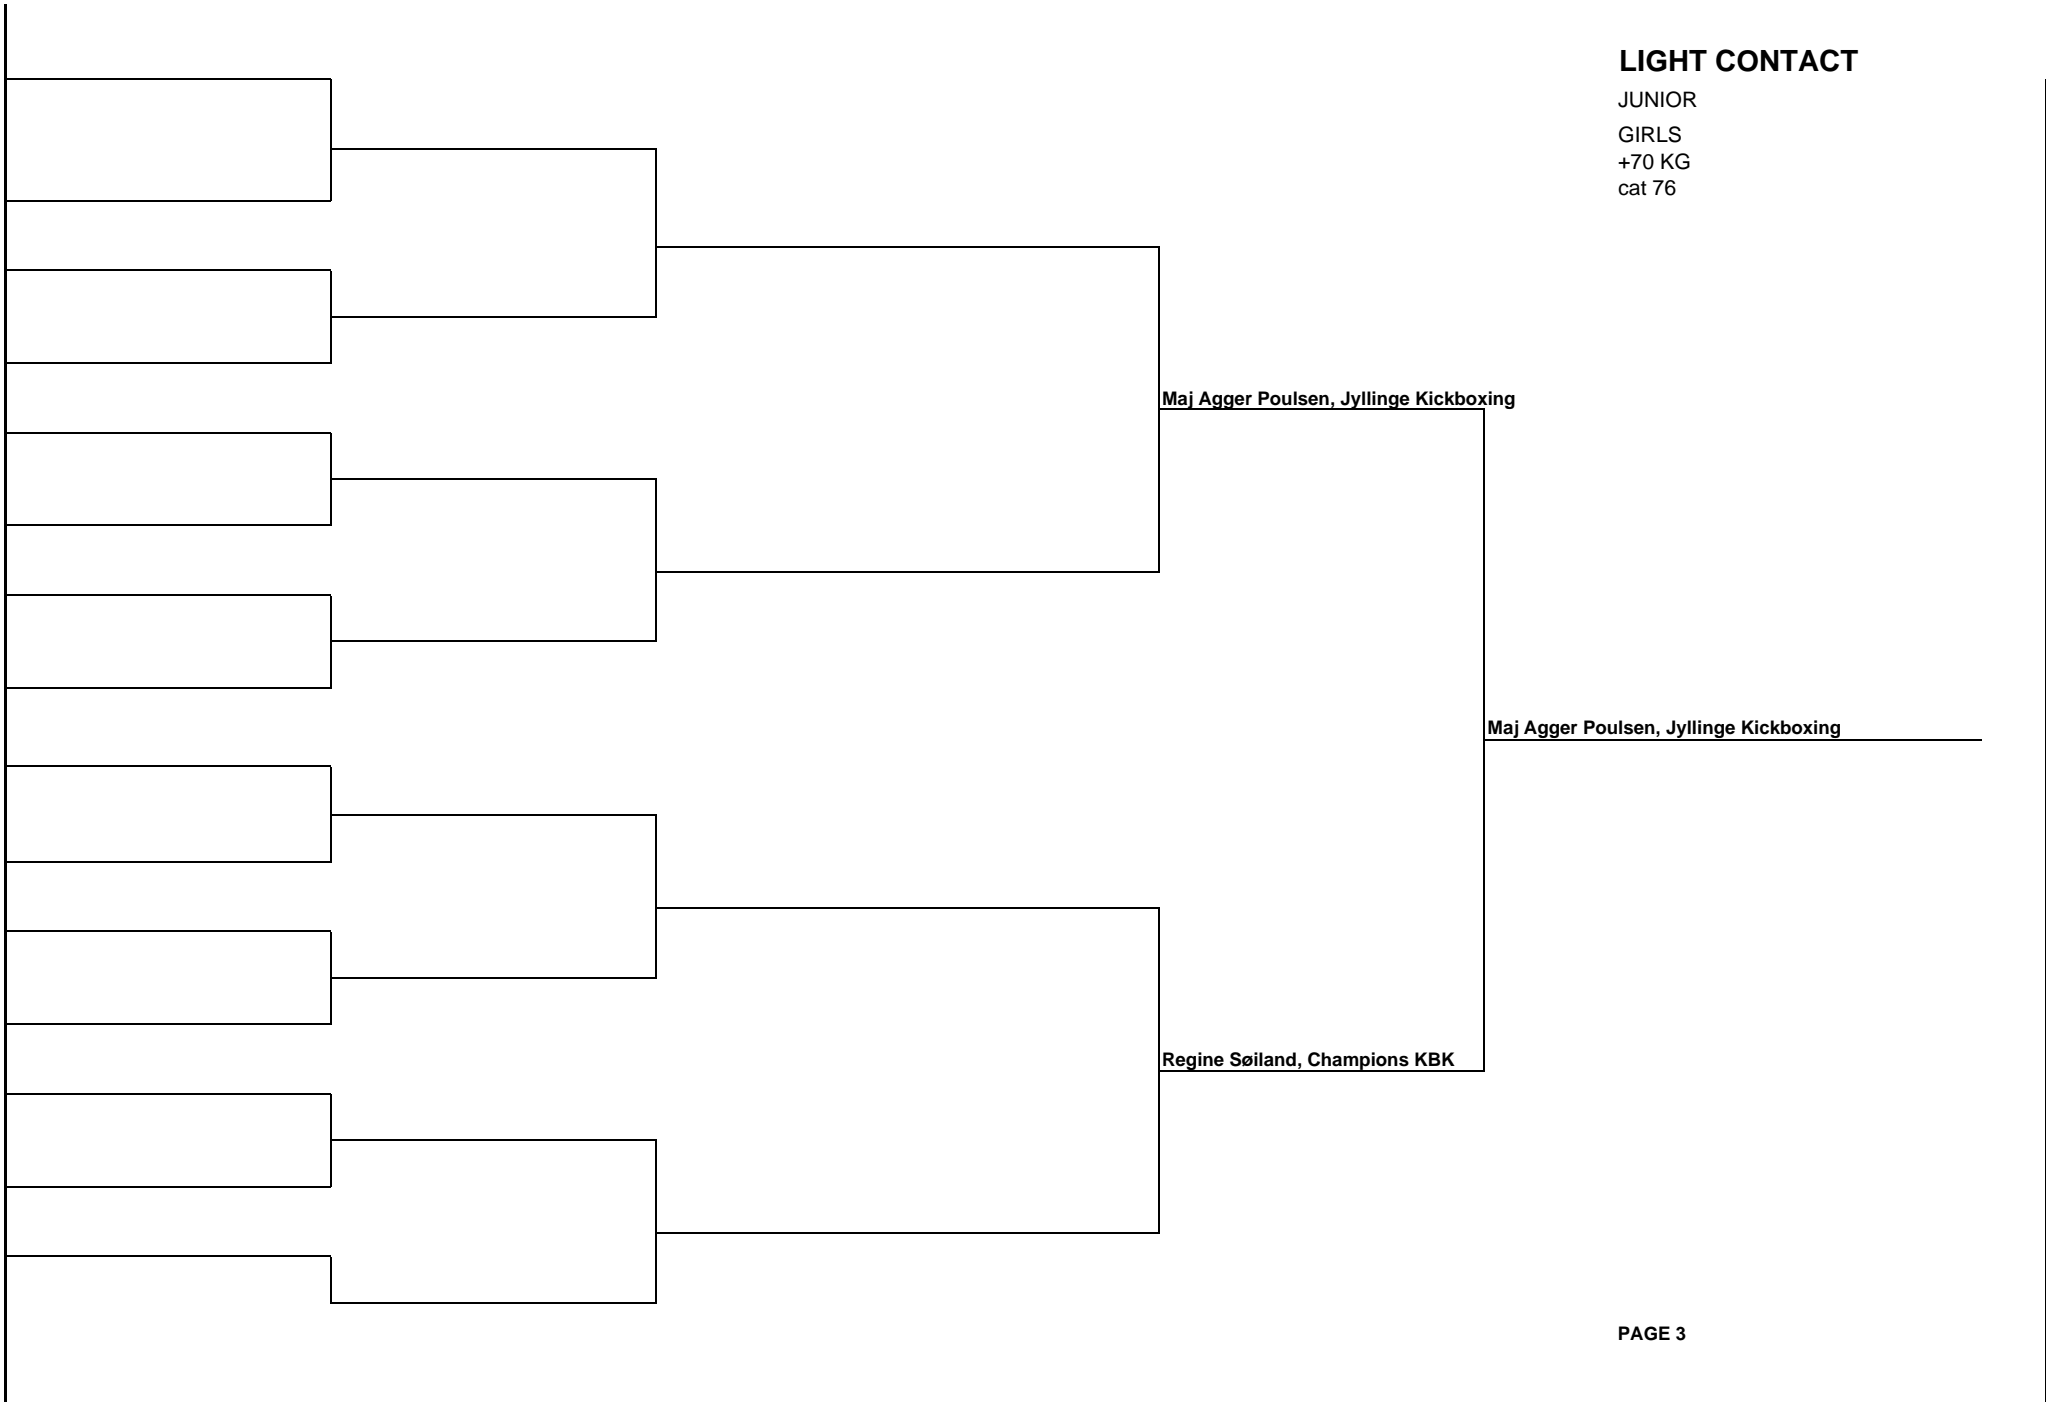 LIGHT CONTACT
JUNIOR
GIRLS
+70 KG
cat 76
Maj Agger Poulsen, Jyllinge Kickboxing
Maj Agger Poulsen, Jyllinge Kickboxing
Regine Søiland, Champions KBK
PAGE 3